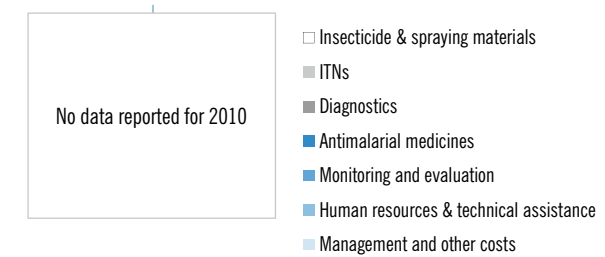 No data reported for 2010
Insecticide & spraying materials
ITNs
Diagnostics
Antimalarial medicines
Monitoring and evaluation
Human resources & technical assistance
Management and other costs